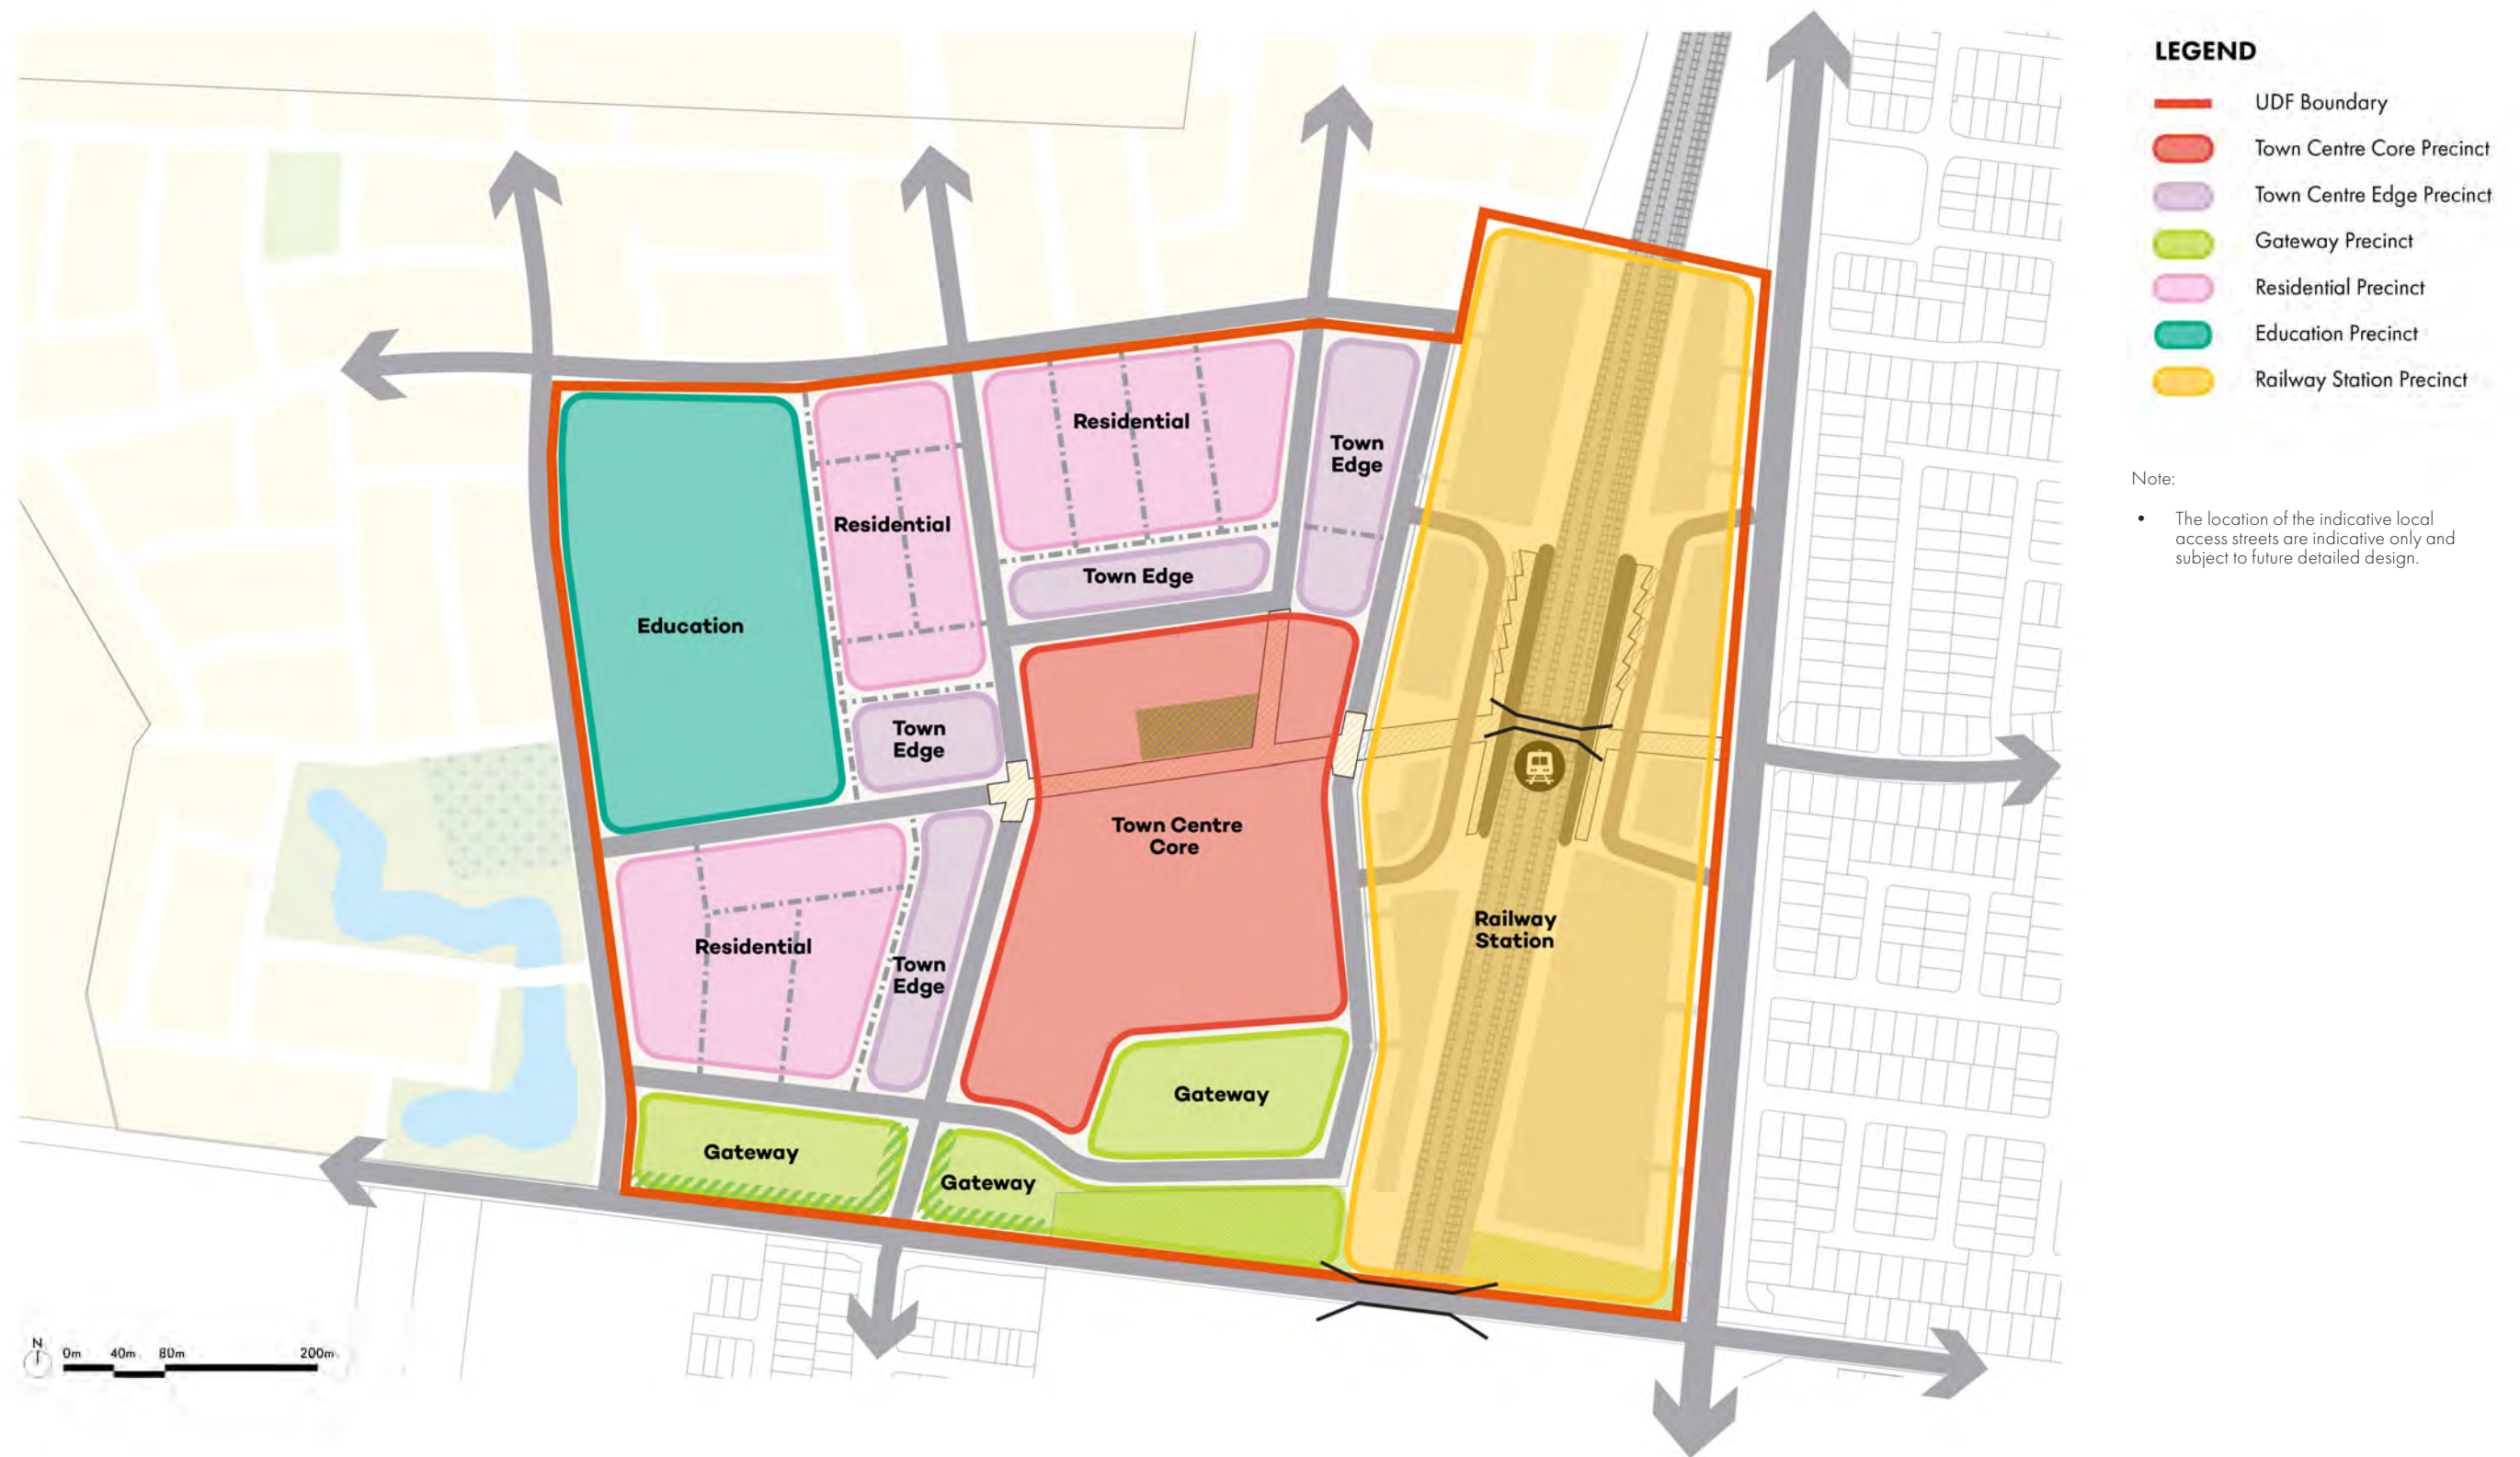 LEGEND
UDF Boundary
Town Centre Core Precinct
Town Centre Edge Precinct
Gateway Precinct
Residential Precinct
Education Precinct
Railway Station Precinct
Note:
• The location of the indicative local
access streets are indicative only and
subject to future detailed design.
Residential
Town
Edge
Residential
Town Edge
Education
Town
Edge
Town Centre
Core
Railway
Station
Residential
Town
Edge
Gateway
Gateway
Gateway
N
0m 40m 80m 200m